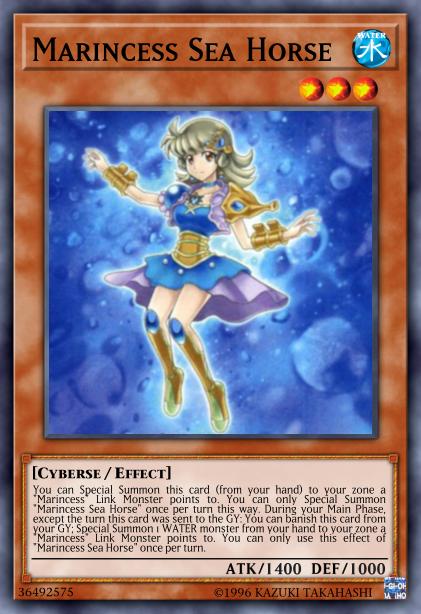 Marincess Sea Horse
WATER
水
[Cyberse / Effect]
You can Special Summon this card (from your hand) to your zone a
"Marincess" Link Monster points to. You can only Special Summon
"Marincess Sea Horse" once per turn this way. During your Main Phase,
except the turn this card was sent to the GY: You can banish this card from
your GY; Special Summon 1 WATER monster from your hand to your zone a
"Marincess" Link Monster points to. You can only use this effect of
"Marincess Sea Horse" once per turn.
ATK/1400 DEF/1000
36492575
©1996 KAZUKI TAKAHASHI